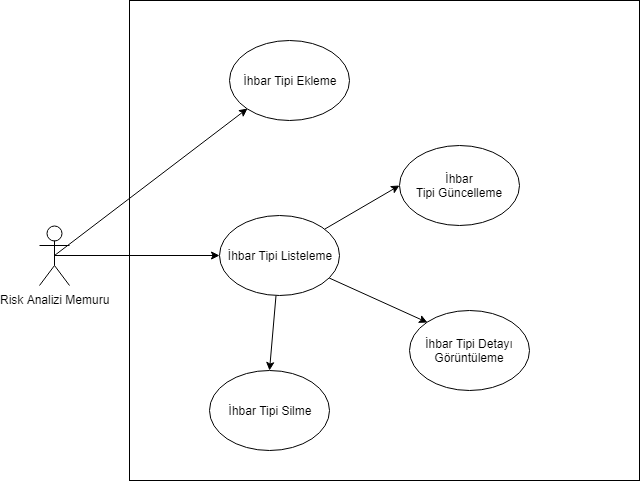 İhbar Tipi Ekleme
İhbar
Tipi Güncelleme
İhbar Tipi Listeleme
Risk Analizi Memuru
İhbar Tipi Detayı
Görüntüleme
İhbar Tipi Silme